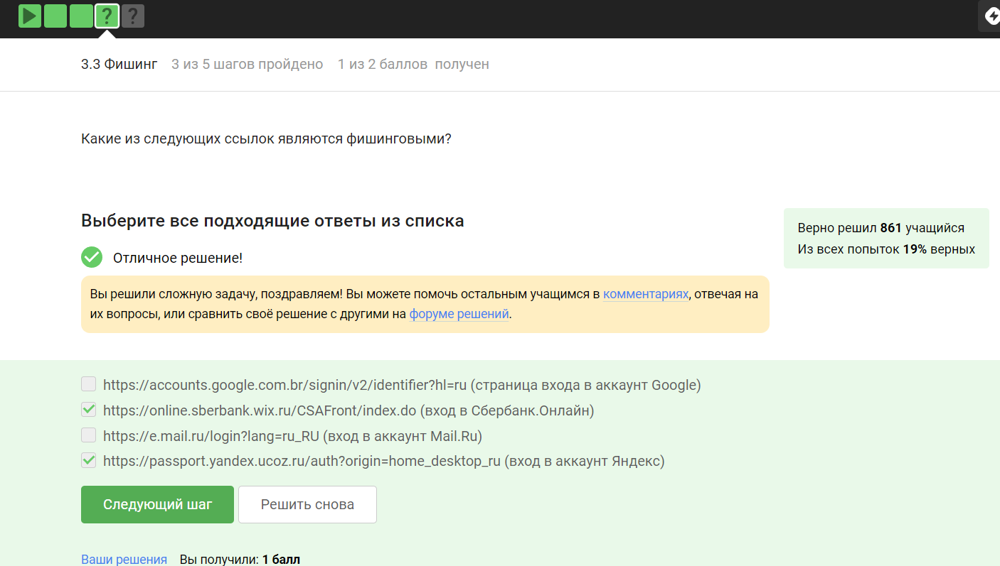 ? ?
3.3 Фишинг 3 из 5 шагов пройдено 1 из 2 баллов получен
Какие из следующих ссылок являются фишинговыми?
Выберите все подходящие ответы из списка
Отличное решение!
Вы решили сложную задачу, поздравляем! Вы можете помочь остальным учащимся в комментариях, отвечая на
их вопросы, или сравнить своё решение с другими на форуме решений.
Верно решил 861 учащийся
Из всех попыток 19% верных
https://accounts.google.com.br/signin/v2/identifier?hl=ru (страница входа в аккаунт Google)
https://online.sberbank.wix.ru/CSAFront/index.do (вход в Сбербанк.Онлайн)
https://e.mail.ru/login?lang=ru_RU (вход в аккаунт Mail.Ru)
https://passport.yandex.ucoz.ru/auth?origin=home_desktop_ru (вход в аккаунт Яндекс)
Следующий шаг Решить снова
Ваши решения Вы получили: 1 балл